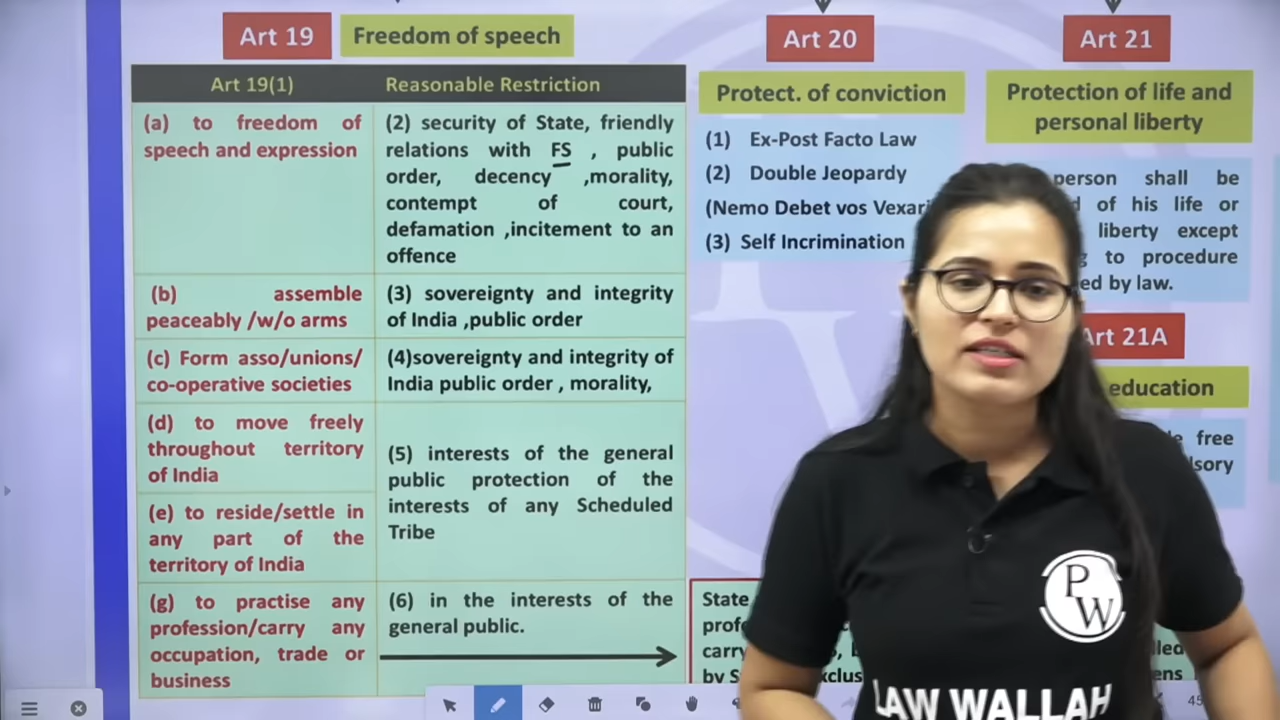 Art 19
Freedom of speech
Art 19(1)
Reasonable Restriction
(a) to freedom of
speech and expression
(2) security of State, friendly
relations with FS , public
order, decency ,morality,
contempt of court,
defamation ,incitement to an
offence
(b) assemble
peaceably /w/o arms
(3) sovereignty and integrity
of India ,public order
(c) Form asso/unions/
co-operative societies
(4)sovereignty and integrity of
India public order , morality,
(d) to move freely
throughout territory
of India
(e) to reside/settle in
any part of the
territory of India
(5) interests of the general
public protection of the
interests of any Scheduled
Tribe
(g) to practise any
profession/carry any
occupation, trade or
business
(6) in the interests of the
general public.
Art 20
Protect. of conviction
(1) Ex-Post Facto Law
(2) Double Jeopardy
(Nemo Debet vos
(3) Self Incrimination
State
by
Art 21
Protection of life and
personal liberty
person shall be
of his life or
liberty except
to procedure
by law.
21A
education
free
PW
LAW WALLAH